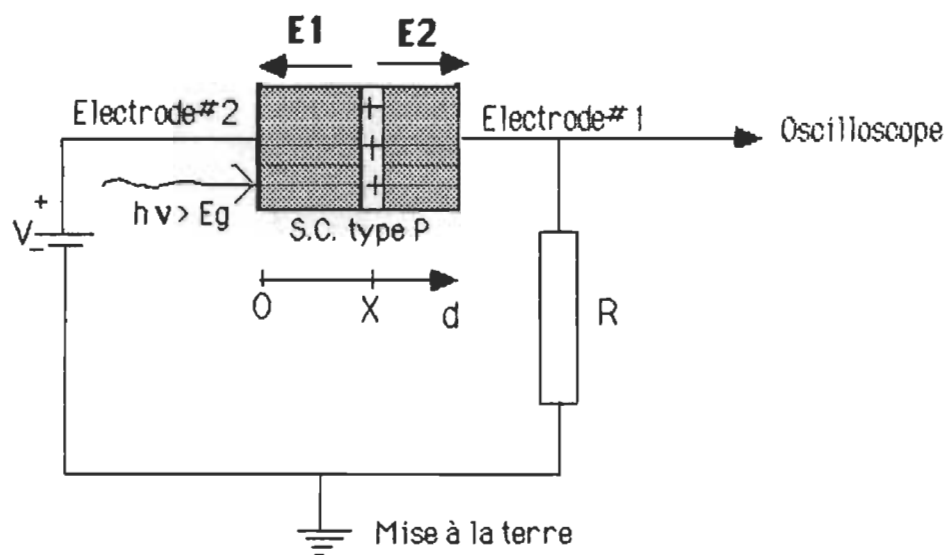 E1 E2
Electrode#2
Electrode#1
Oscilloscope
+
+
+
+
V
-
hν > Eg
S.C. type P
O X d
R
Mise à la terre